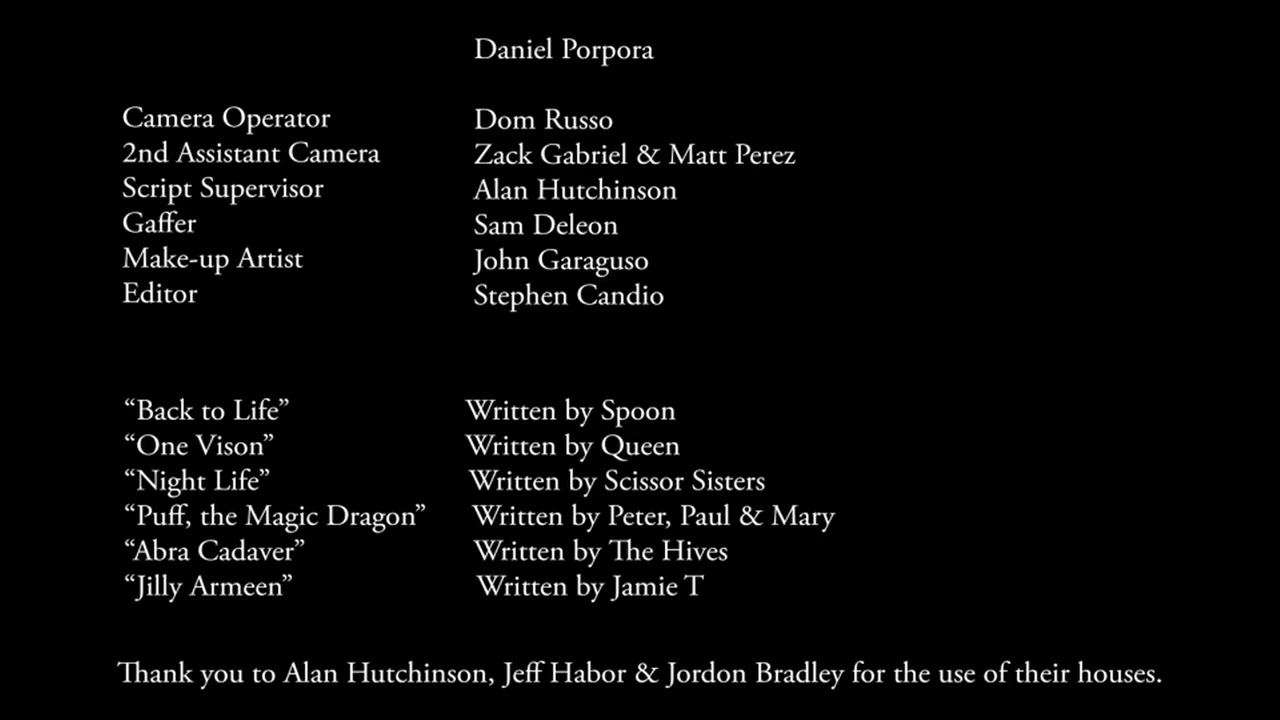 Daniel Porpora
Camera Operator Dom Russo
2nd Assistant Camera Zack Gabriel & Matt Perez
Script Supervisor Alan Hutchinson
Gaffer Sam Deleon
Make-up Artist John Garaguso
Editor Stephen Candio
“Back to Life” Written by Spoon
“One Vison” Written by Queen
“Night Life” Written by Scissor Sisters
“Puff, the Magic Dragon” Written by Peter, Paul & Mary
“Abra Cadaver” Written by The Hives
“Jilly Armeen” Written by Jamie T
Thank you to Alan Hutchinson, Jeff Habor & Jordon Bradley for the use of their houses.